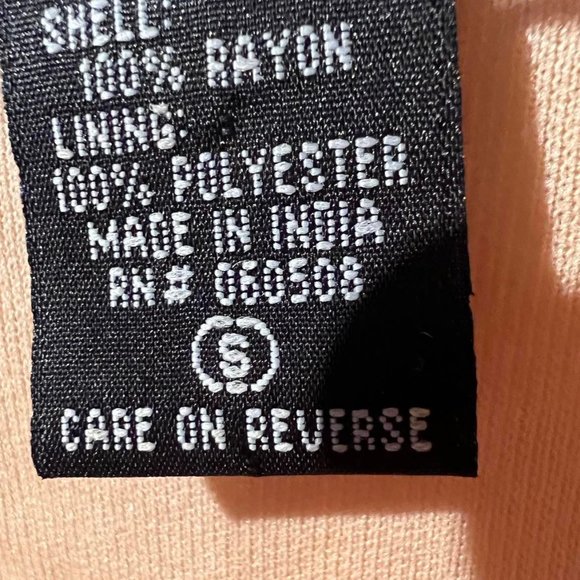 SHELL:
100% RAYON
LINING:
100% POLYESTER
MADE IN INDIA
RN# 060508
S
CARE ON REVERSE